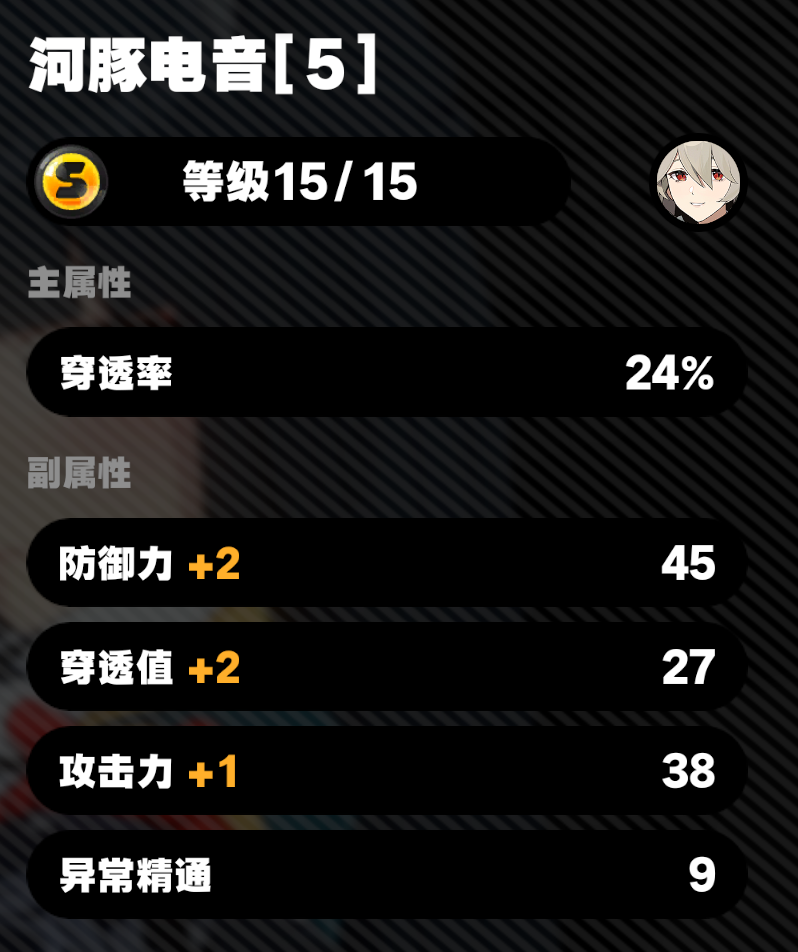 河豚电音[5]
S 等级15/15
主属性
穿透率 24%
副属性
防御力 +2 45
穿透值 +2 27
攻击力 +1 38
异常精通 9